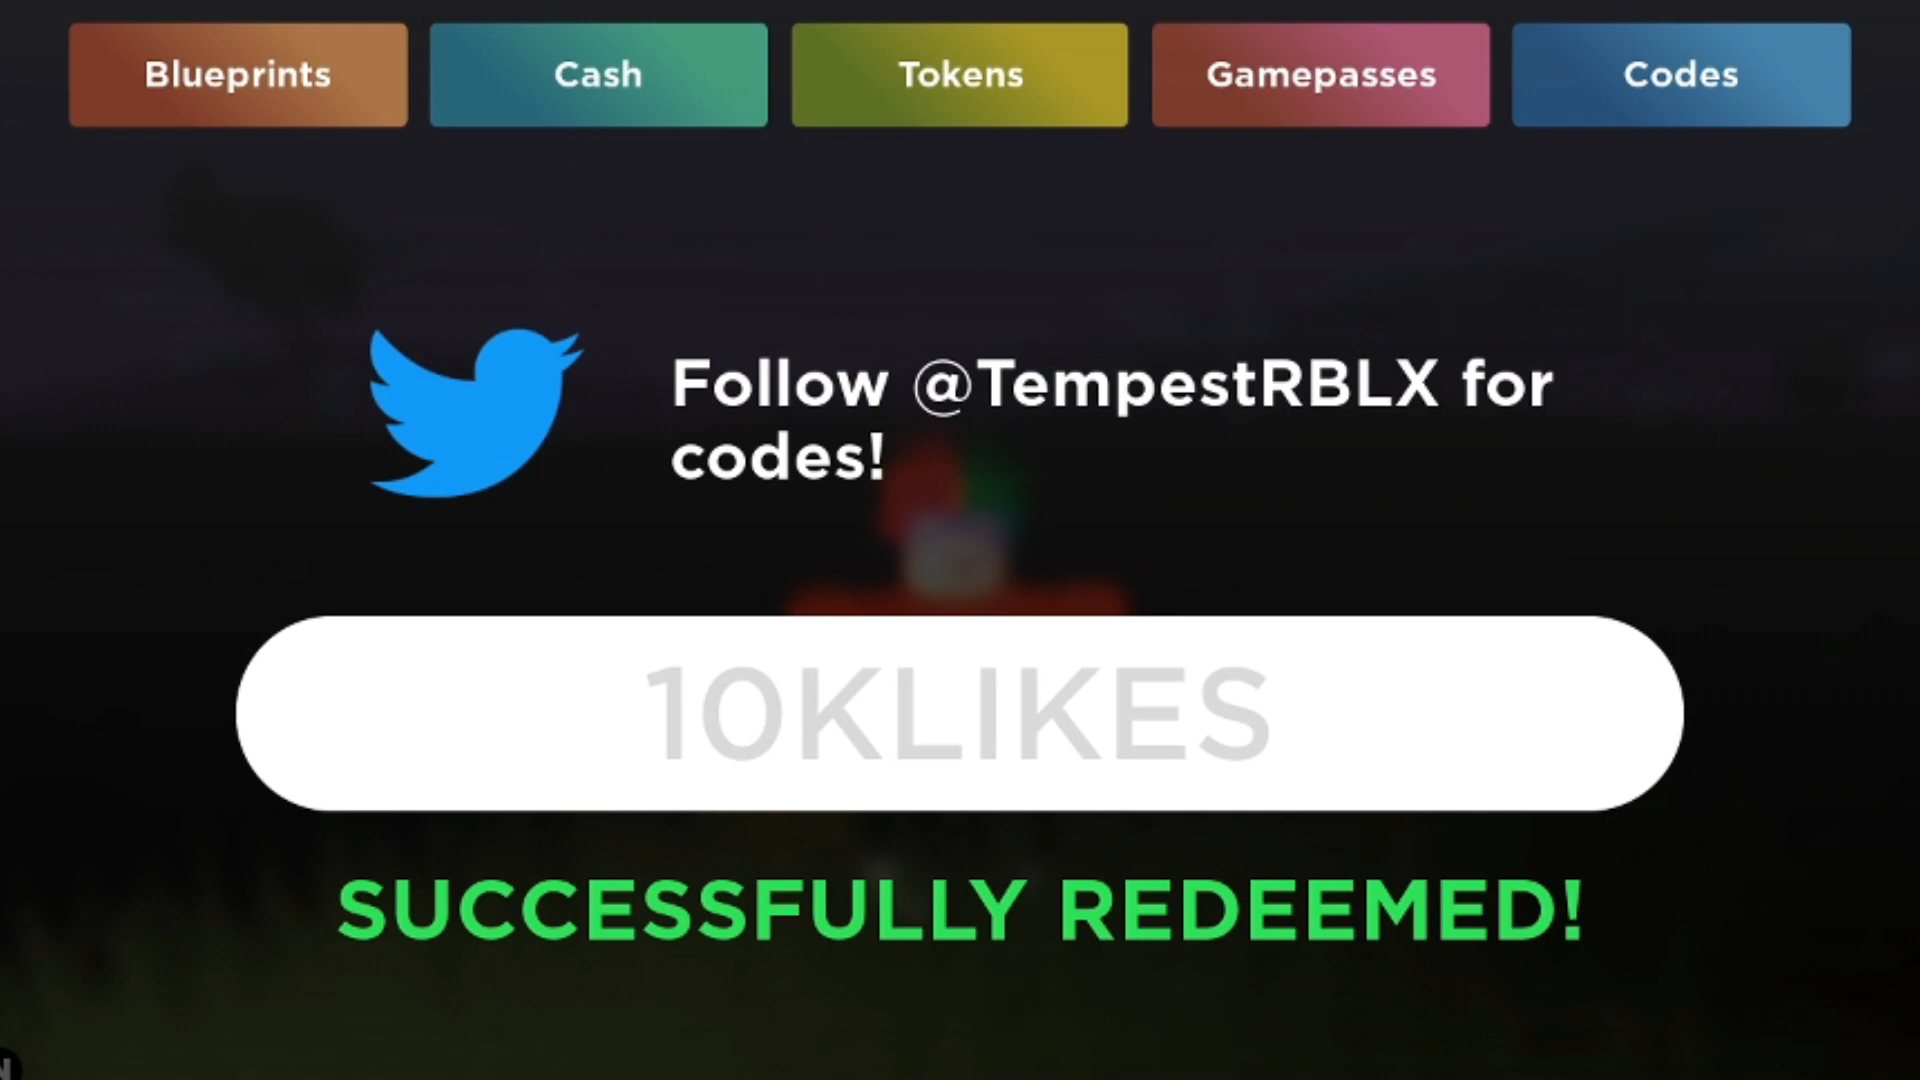 Blueprints Cash Tokens Gamepasses Codes
Follow @TempestRBLX for
codes!
10KLIKES
SUCCESSFULLY REDEEMED!